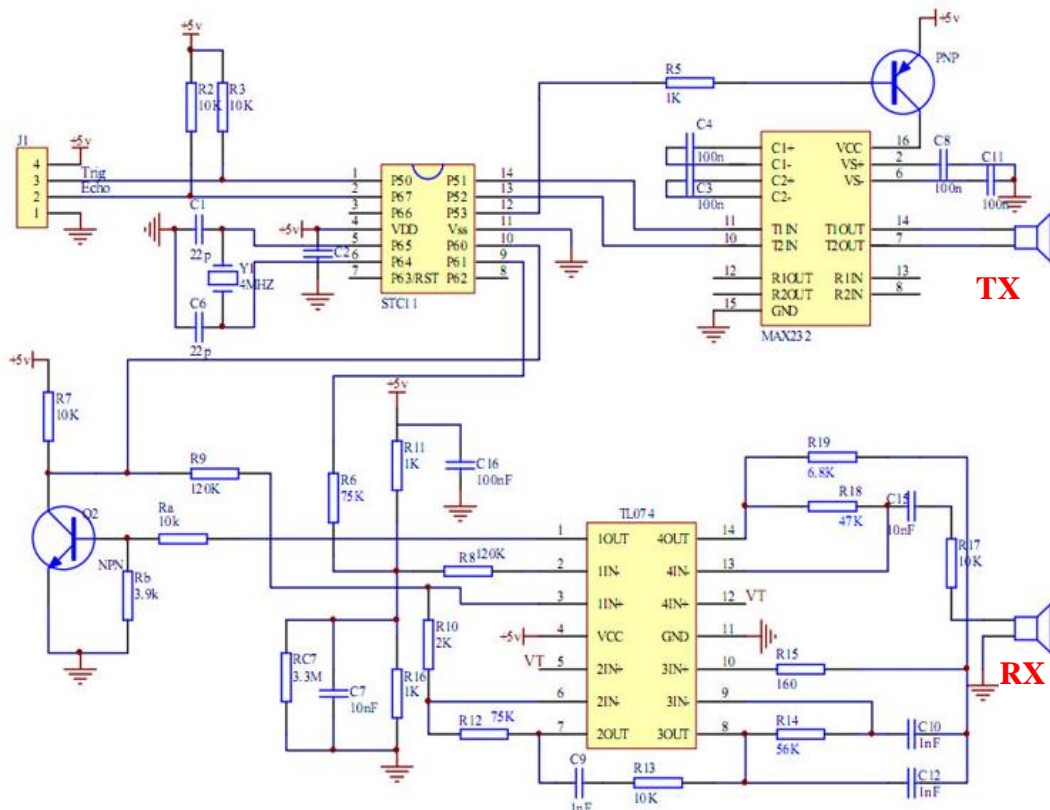 +5v
R2
10K
R3
10K
J1
4
3
2
1
+5v
Trig
Echo
C1
22p
C6
22p
Y1
4MHZ
+5v
C2
1
2
3
4
5
6
7
P50
P67
P66
VDD
P65
P64
P63/RST
P51
P52
P53
Vss
P60
P61
P62
14
13
12
11
10
9
8
STC11
R5
1K
+5v
PNP
C4
100n
C3
100n
C1+
C1-
C2+
C2-
T1IN
T2IN
R1OUT
R2OUT
GND
VCC
VS+
VS-
T1OUT
T2OUT
R1IN
R2IN
11
10
12
15
16
2
6
14
7
13
8
MAX232
C8
100n
C11
100n
TX
+5v
R7
10K
R9
120K
Q2
NPN
Ra
10k
Rb
3.9k
R6
75K
+5v
R11
1K
C16
100nF
R8
120K
RC7
3.3M
C7
10nF
R16
1K
R10
2K
R12
75K
C9
1nF
R13
10K
TL074
1
2
3
4
5
6
7
+5v
VT
1OUT
1IN-
1IN+
VCC
2IN+
2IN-
2OUT
4OUT
4IN-
4IN+
GND
3IN+
3IN-
3OUT
14
13
12
11
10
9
8
VT
R19
6.8K
R18
47K
C15
10nF
R17
10K
R15
160
R14
56K
C10
1nF
C12
1nF
RX